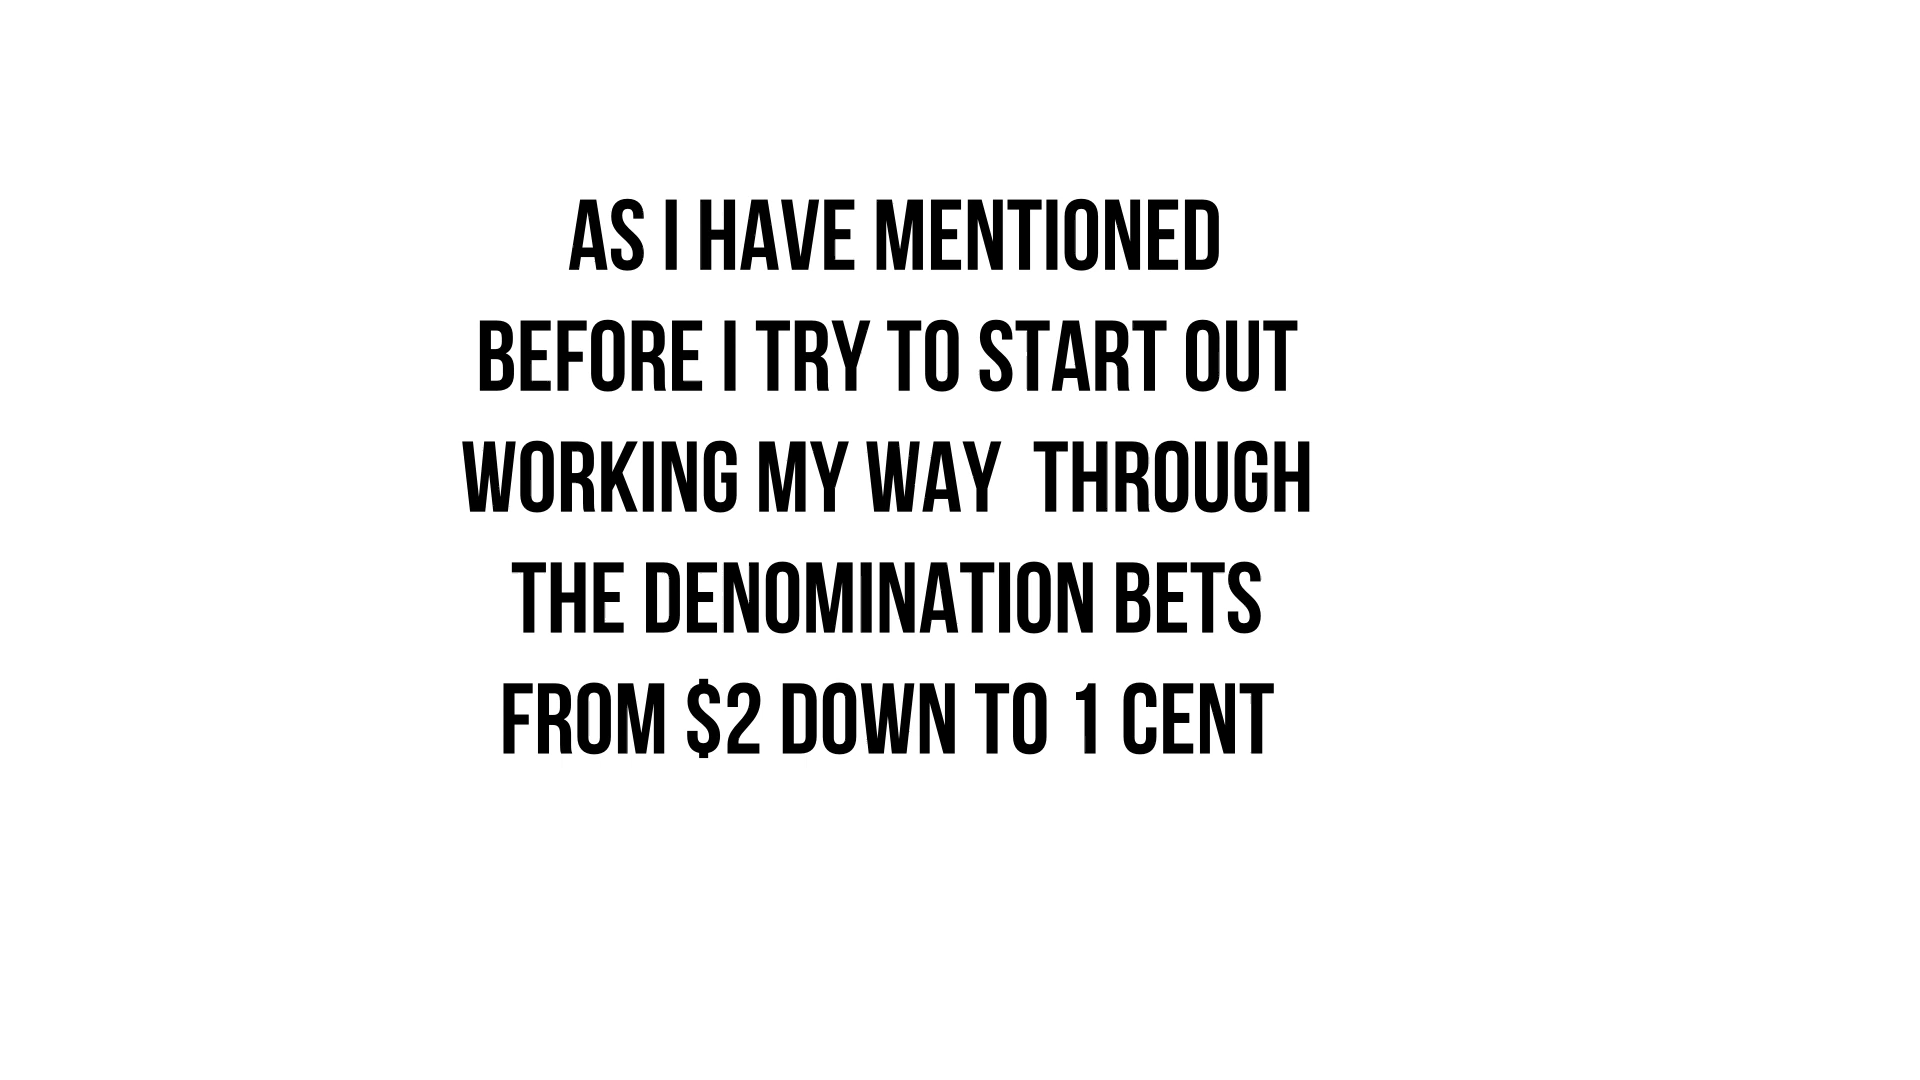 AS I HAVE MENTIONED
BEFORE I TRY TO START OUT
WORKING MY WAY  THROUGH
THE DENOMINATION BETS
FROM $2 DOWN TO 1 CENT